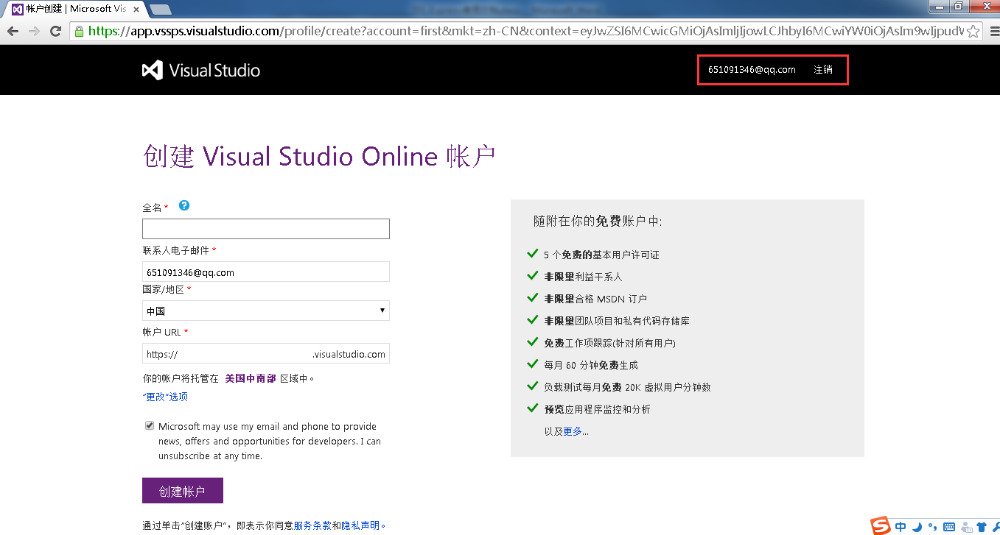 帐户创建 | Microsoft Vis
https://app.vssps.visualstudio.com/profile/create?account=first&mkt=zh-CN&context=eyJwZSI6MCwicGMiOjAsImljIjowLCJhbyI6MCwiYW0iOjAsIm9wIjpudW
Visual Studio
651091346@qq.com 注销
创建 Visual Studio Online 帐户
全名 * ?
联系人电子邮件 *
651091346@qq.com
国家/地区 *
中国
帐户 URL *
https:// .visualstudio.com
你的帐户将托管在 美国中南部 区域中。
"更改"选项
Microsoft may use my email and phone to provide
news, offers and opportunities for developers. I can
unsubscribe at any time.
创建帐户
通过单击"创建账户"，即表示你同意服务条款和隐私声明。
随附在你的免费账户中:
5 个免费的基本用户许可证
非限量利益干系人
非限量合格 MSDN 订户
非限量团队项目和私有代码存储库
免费工作项跟踪(针对所有用户)
每月 60 分钟免费生成
负载测试每月免费 20K 虚拟用户分钟数
预览应用程序监控和分析
以及更多...
S 中